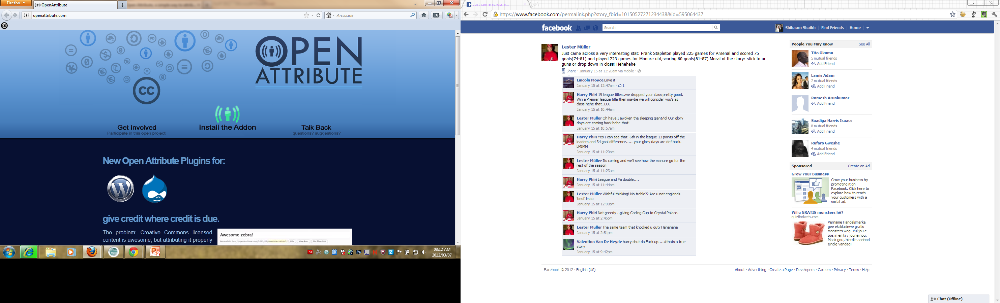 Firefox
OpenAttribute
openattribute.com
Arccosine
PD
CC
OPEN
ATTRIBUTE
Get Involved
Participate in this open project!
Install the Addon
Talk Back
questions? suggestions?
New Open Attribute Plugins for:
give credit where credit is due.
The problem: Creative Commons licensed
content is awesome, but attributing it properly
Awesome zebra!
Edit View Post Get Shortlink
08:12 AM
2012/03/07
Just came across a...
https://www.facebook.com/permalink.php?story_fbid=10150527271234438&id=595064437
facebook
Search
Shihaam Shaikh Find Friends Home
Lester Müller
Just came across a very interesting stat: Frank Stapleton played 225 games for Arsenal and scored 75
goals(74-81) and played 223 games for Manure utd,scoring 60 goals(81-87) Moral of the story: stick to ur
guns or drop down in class! Hehehehe
Share · January 15 at 12:28am via mobile ·
Lincoln Moyce Love it
January 15 at 12:47am · 1
Harry Phiri 19 league titles..we dropped your class pretty good.
Win a Premier league title then maybe we will consider you's as
class.hehe that..LOL
January 15 at 10:44am
Lester Müller Oh have I awoken the sleeping giant?lol Our glory
days are coming back hehe that!
January 15 at 10:57am
Harry Phiri Yes I can see that. 6th in the league 13 points off the
leaders and 34 goal difference..... your glory days are def back.
LMIMM
January 15 at 11:20am
Lester Müller Its coming and we'll see how the manure go for the
rest of the season
January 15 at 11:23am
Harry Phiri League and Fa double....
January 15 at 11:44am
Lester Müller Wishful thinking! No treble?? Are u not englands
'best' lmao
January 15 at 12:09pm
Harry Phiri Not greedy ..giving Carling Cup to Crystal Palace.
January 15 at 2:46pm
Lester Müller The same team that knocked u out? Hehehehe
January 15 at 2:51pm
Valentino Van De Heyde harry shut da Fuck up....#thats a true
story
January 15 at 9:42pm
People You May Know See All
Tito Okumu
5 mutual friends
Add Friend
Lamis Adam
2 mutual friends
Add Friend
Ramesh Arunkumar
Add Friend
Saadiga Harris Isaacs
8 mutual friends
Add Friend
Rufaro Gweshe
4 mutual friends
Add Friend
Sponsored Create an Ad
Grow Your Business
Grow your business by
promoting it on
Facebook. Click here to
explore how to reach
your customers with a
social ad.
Wil u GRATIS monsters hê?
quizfindweb.com
Vername Handelsmerke
gee eksklusiewe gratis
monsters weg. Vul jou e-
pos in en kry joune nou.
Maak gou, hierdie aanbod
eindig vandag!
Facebook © 2012 · English (US)
About · Advertising · Create a Page · Developers · Careers · Privacy · Terms · Help
Chat (Offline)